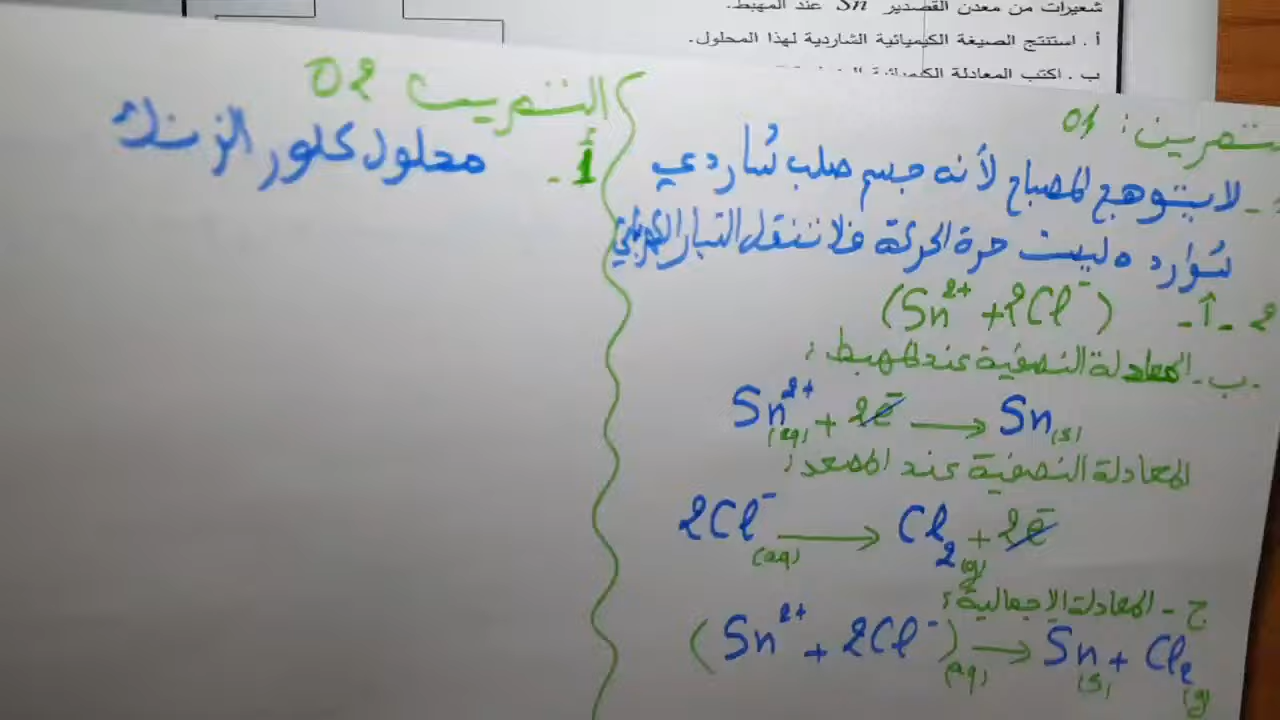 شعيرات من معدن القصدير Sn عند المهبط.
أ . استنتج الصيغة الكيميائية الشاردية لهذا المحلول.
ب . اكتب المعادلة الكيميائية
تمرين: 01
- لا يتوهج المصباح لأنه جسم صلب شاردي
شوارده ليست حرة الحركة فلا تنقل التيار الكهربائي
2 - أ - (Sn²⁺ + 2Cl⁻)
ب - المعادلة النصفية عند المهبط :
Sn²⁺(aq) + 2e⁻ → Sn(s)
المعادلة النصفية عند المصعد :
2Cl⁻(aq) → Cl₂(g) + 2e⁻
ج - المعادلة الإجمالية :
(Sn²⁺ + 2Cl⁻)(aq) → Sn(s) + Cl₂(g)
التمرين 02
أ - محلول كلور الزنك